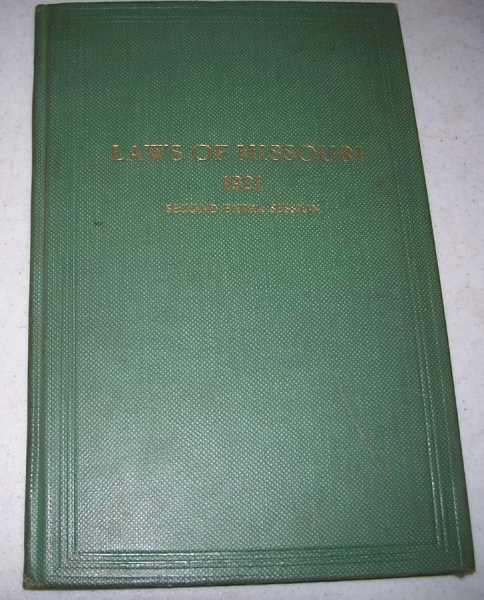 LAWS OF MISSOURI
1921
SECOND EXTRA SESSION